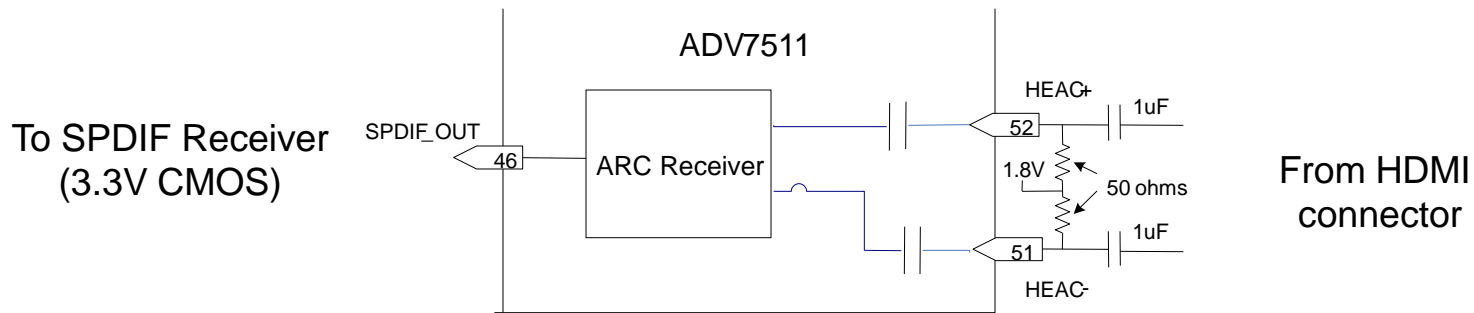 ADV7511
To SPDIF Receiver
(3.3V CMOS)
SPDIF_OUT
46
ARC Receiver
HEAC+
52
1uF
1.8V
50 ohms
51
1uF
HEAC-
From HDMI
connector